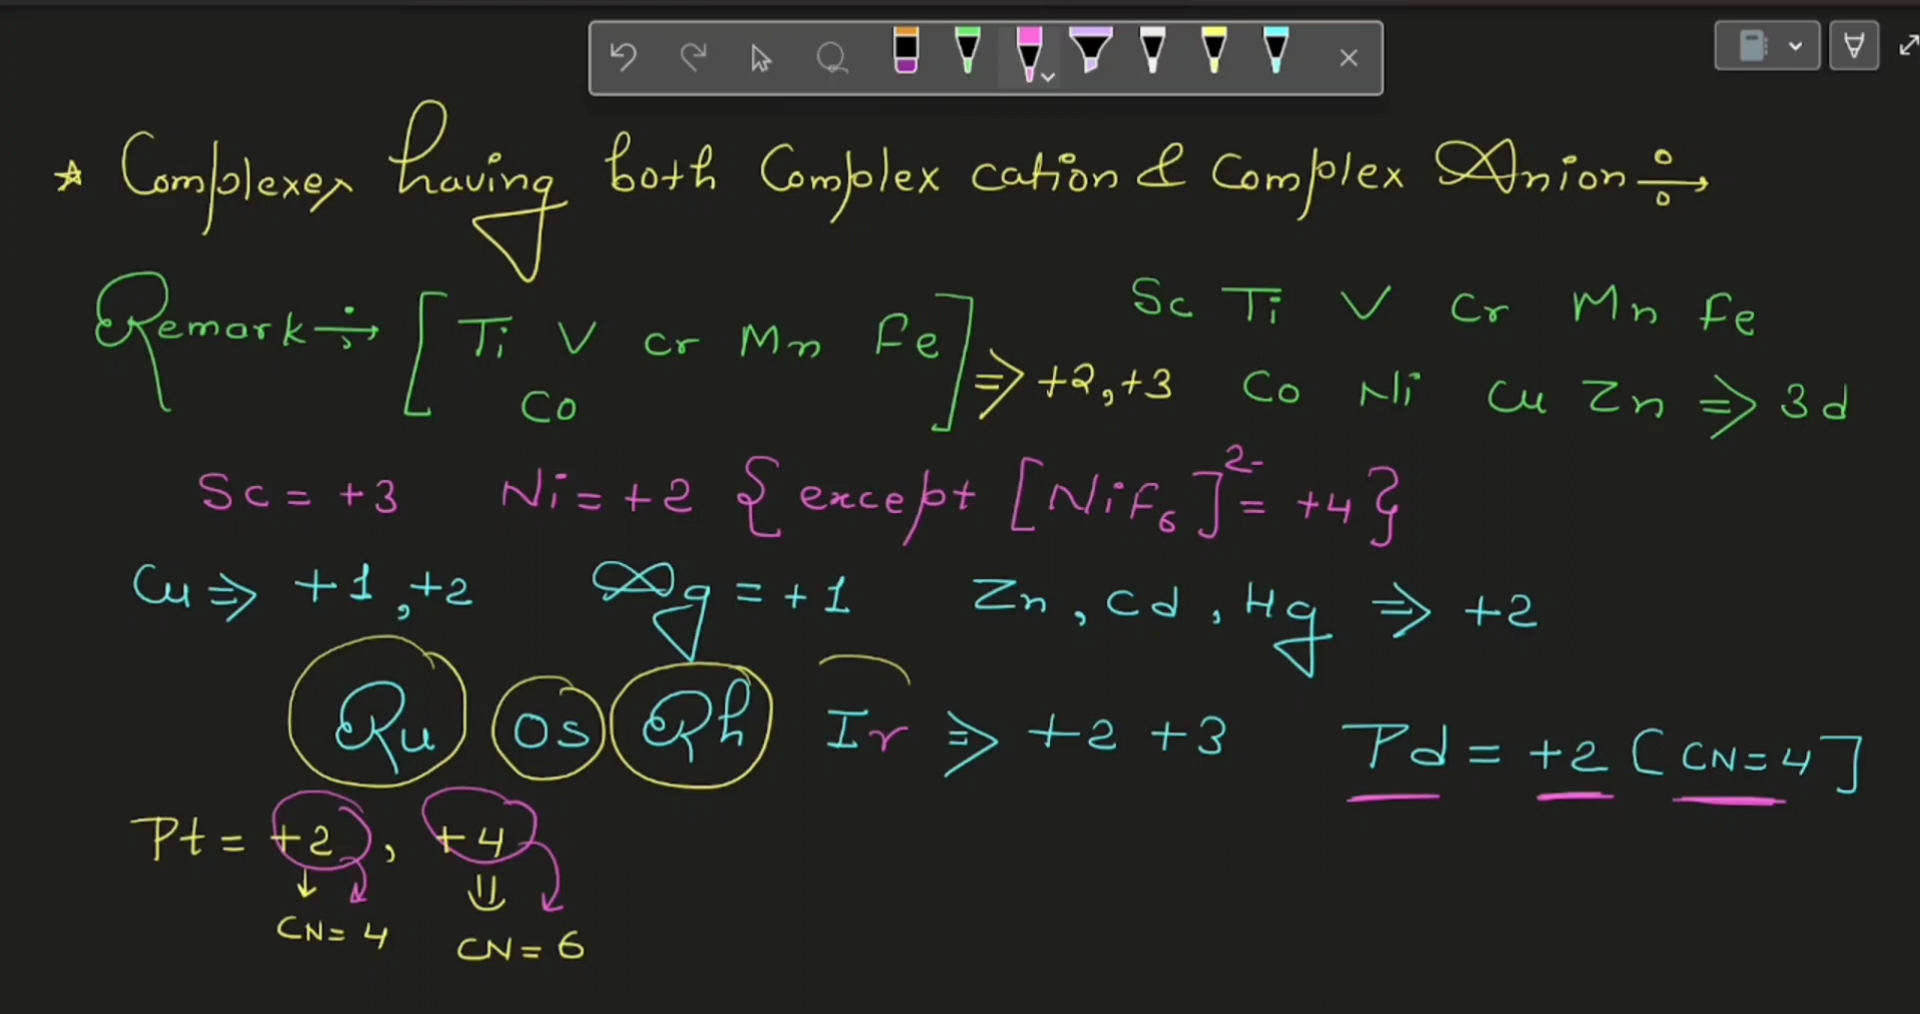 * Complexes having both Complex cation & Complex Anion ÷→
Remark ÷→ [Ti V Cr Mn Fe Co] ⇒ +2, +3
Sc Ti V Cr Mn Fe
Co Ni Cu Zn ⇒ 3d
Sc = +3 Ni = +2 {except [NiF₆]²⁻ = +4}
Cu ⇒ +1, +2 Ag = +1 Zn, Cd, Hg ⇒ +2
Ru Os Rh Ir ⇒ +2 +3 Pd = +2 [CN=4]
Pt = +2, +4
↓ ⇓
CN = 4 CN = 6